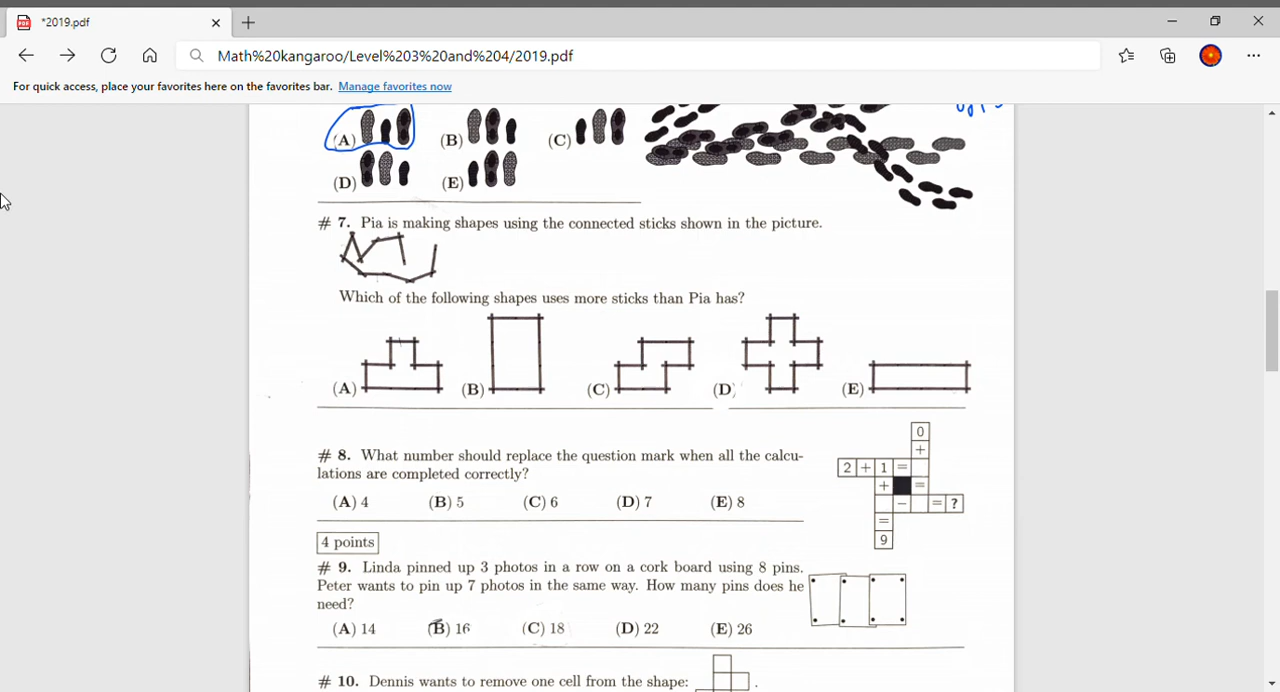 *2019.pdf
Math%20kangaroo/Level%203%20and%204/2019.pdf
For quick access, place your favorites here on the favorites bar. Manage favorites now
(A) (B) (C)
(D) (E)
# 7. Pia is making shapes using the connected sticks shown in the picture.
Which of the following shapes uses more sticks than Pia has?
(A) (B) (C) (D) (E)
# 8. What number should replace the question mark when all the calcu-
lations are completed correctly?
(A) 4 (B) 5 (C) 6 (D) 7 (E) 8
0
+
2 + 1 =
+ =
− = ?
=
9
4 points
# 9. Linda pinned up 3 photos in a row on a cork board using 8 pins.
Peter wants to pin up 7 photos in the same way. How many pins does he
need?
(A) 14 (B) 16 (C) 18 (D) 22 (E) 26
# 10. Dennis wants to remove one cell from the shape: .